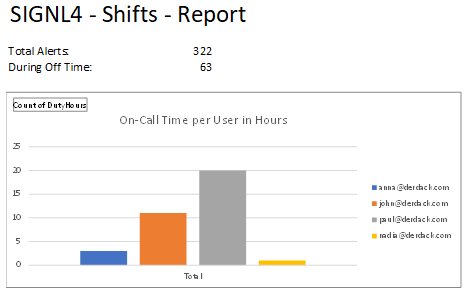 SIGNL4 - Shifts - Report
Total Alerts: 322
During Off Time: 63
Count of DutyHours
On-Call Time per User in Hours
25
20
15
10
5
0
Total
anna@derdack.com
john@derdack.com
paul@derdack.com
radia@derdack.com